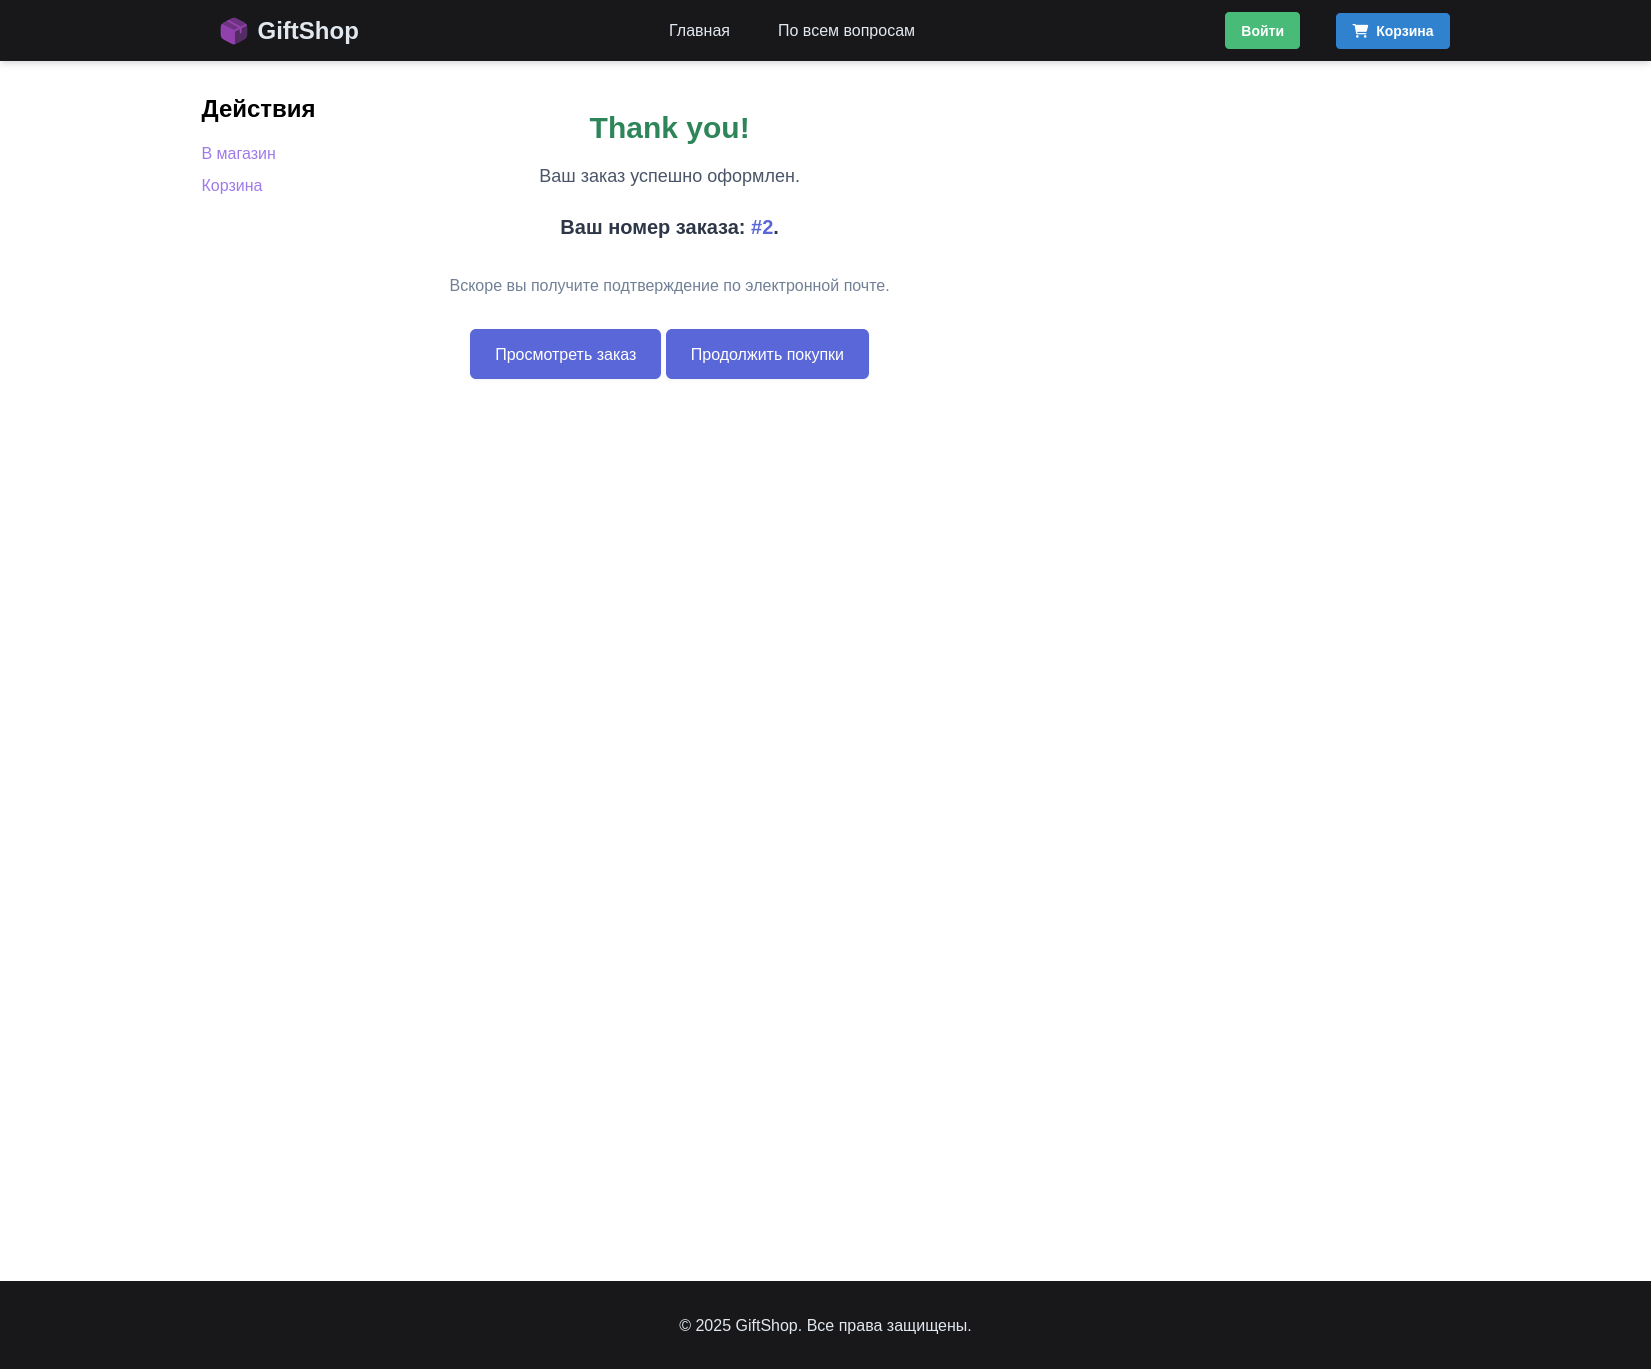 GiftShop
Главная
По всем вопросам
Войти
Корзина
Действия
В магазин
Корзина
Thank you!
Ваш заказ успешно оформлен.
Ваш номер заказа: #2.
Вскоре вы получите подтверждение по электронной почте.
Просмотреть заказ
Продолжить покупки
© 2025 GiftShop. Все права защищены.